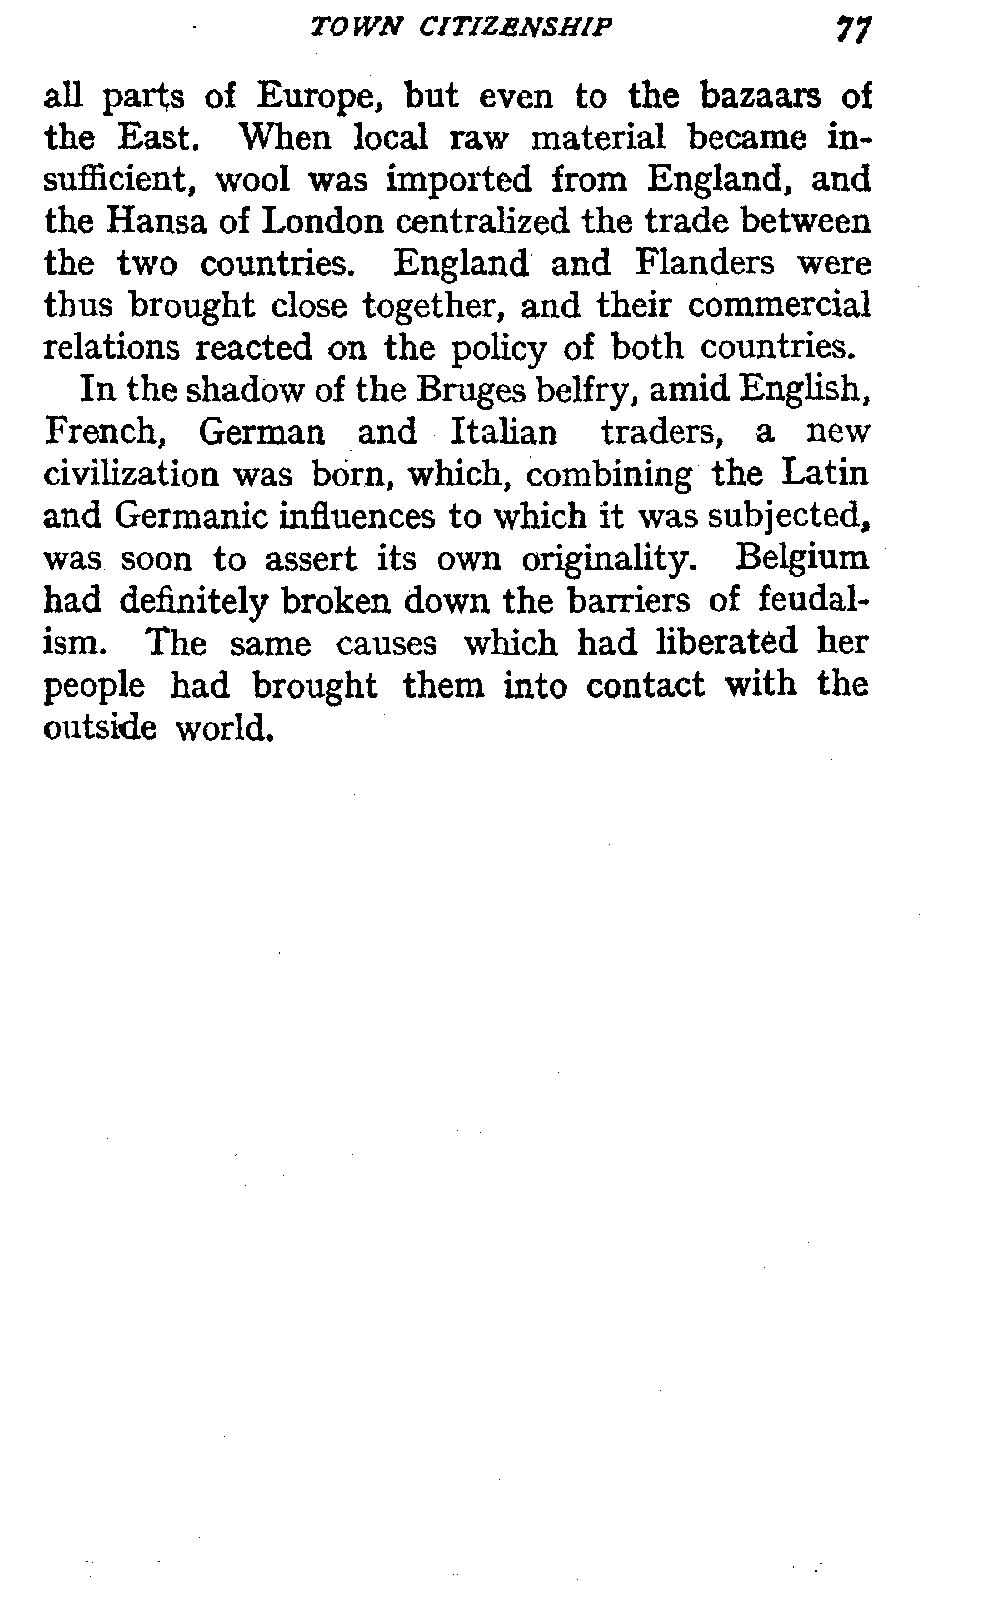 TOWN CITIZENSHIP 77
all parts of Europe, but even to the bazaars of
the East. When local raw material became in-
sufficient, wool was imported from England, and
the Hansa of London centralized the trade between
the two countries. England and Flanders were
thus brought close together, and their commercial
relations reacted on the policy of both countries.
In the shadow of the Bruges belfry, amid English,
French, German and Italian traders, a new
civilization was born, which, combining the Latin
and Germanic influences to which it was subjected,
was soon to assert its own originality. Belgium
had definitely broken down the barriers of feudal-
ism. The same causes which had liberated her
people had brought them into contact with the
outside world.